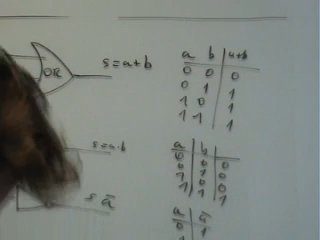 OR s=a+b
a b a+b
0 0 0
0 1 1
1 0 1
1 1 1
s=a·b
a b
0 0 0
0 1 0
1 0 0
1 1 1
s ā
a ā
0 1
1